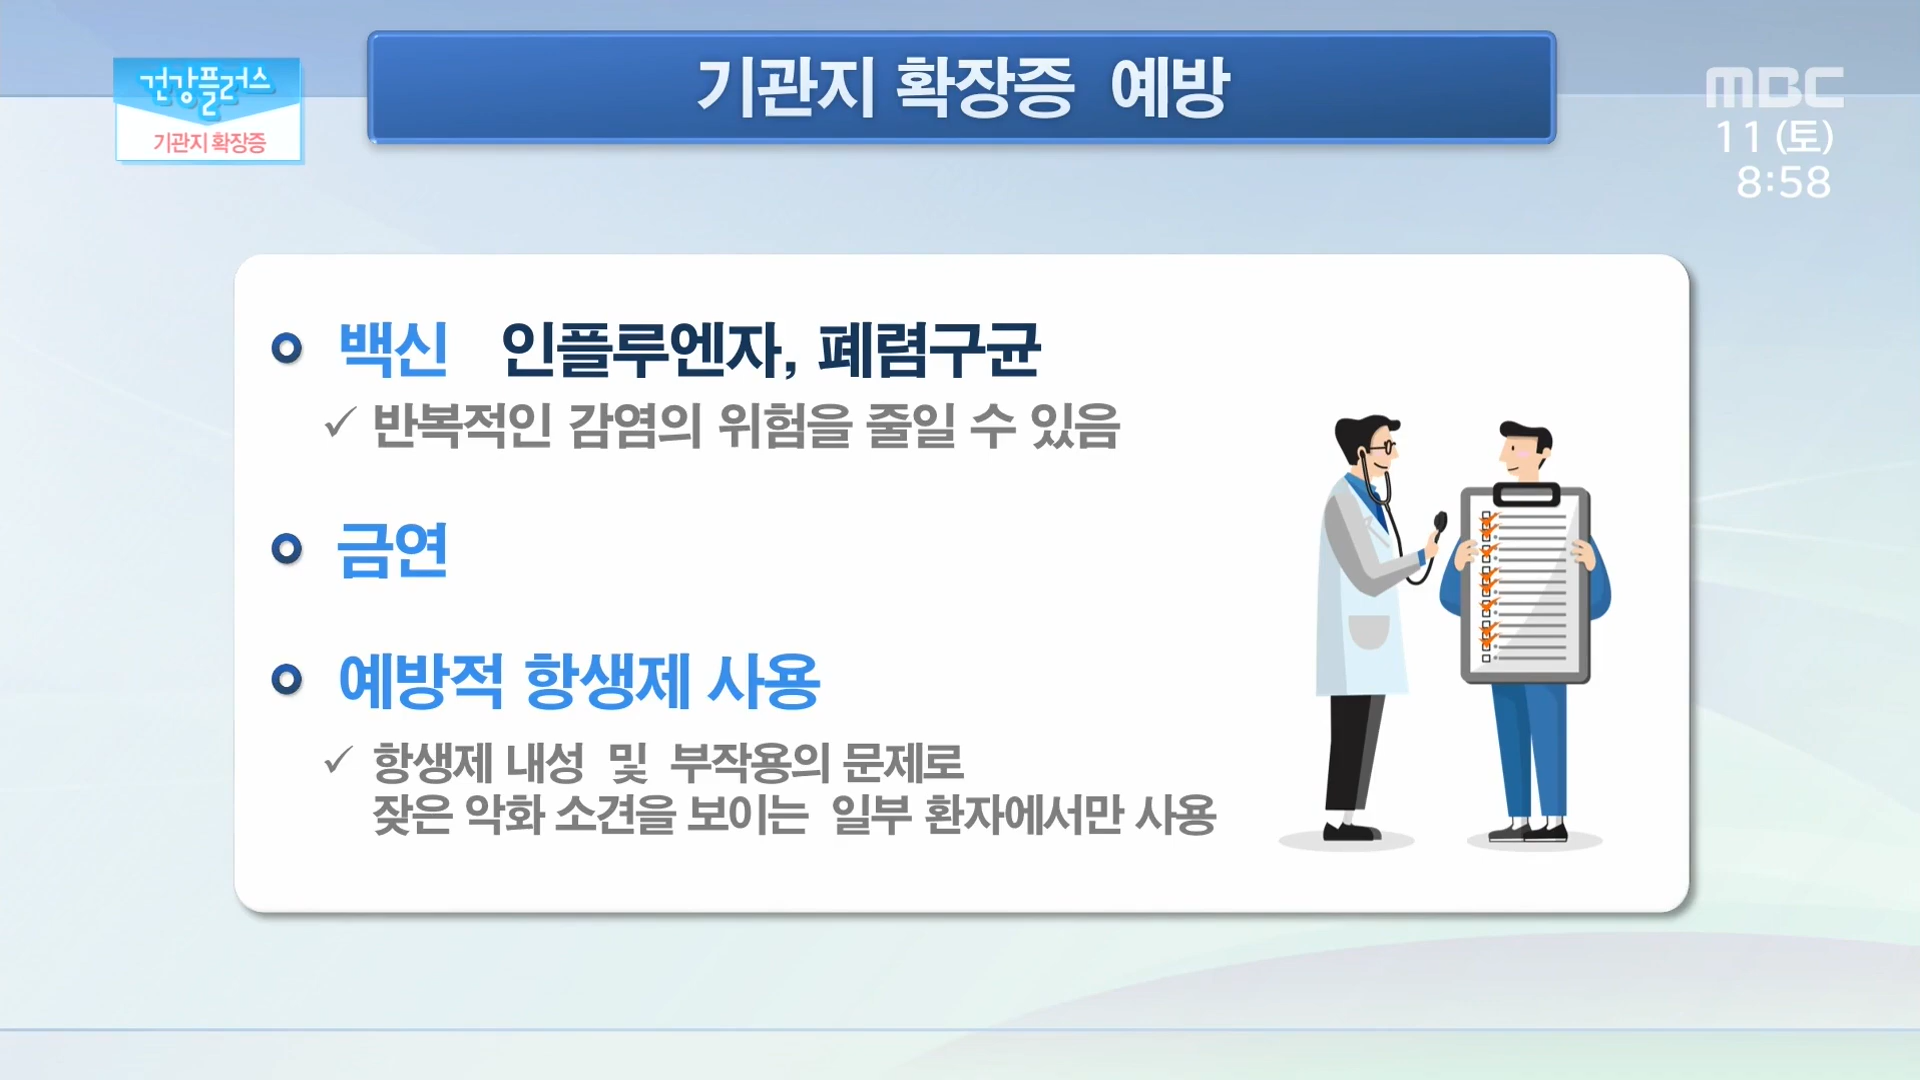 건강플러스
기관지 확장증
기관지 확장증 예방
MBC
11 (토)
8:58
백신 인플루엔자, 폐렴구균
✓ 반복적인 감염의 위험을 줄일 수 있음
금연
예방적 항생제 사용
✓ 항생제 내성 및 부작용의 문제로
잦은 악화 소견을 보이는 일부 환자에서만 사용